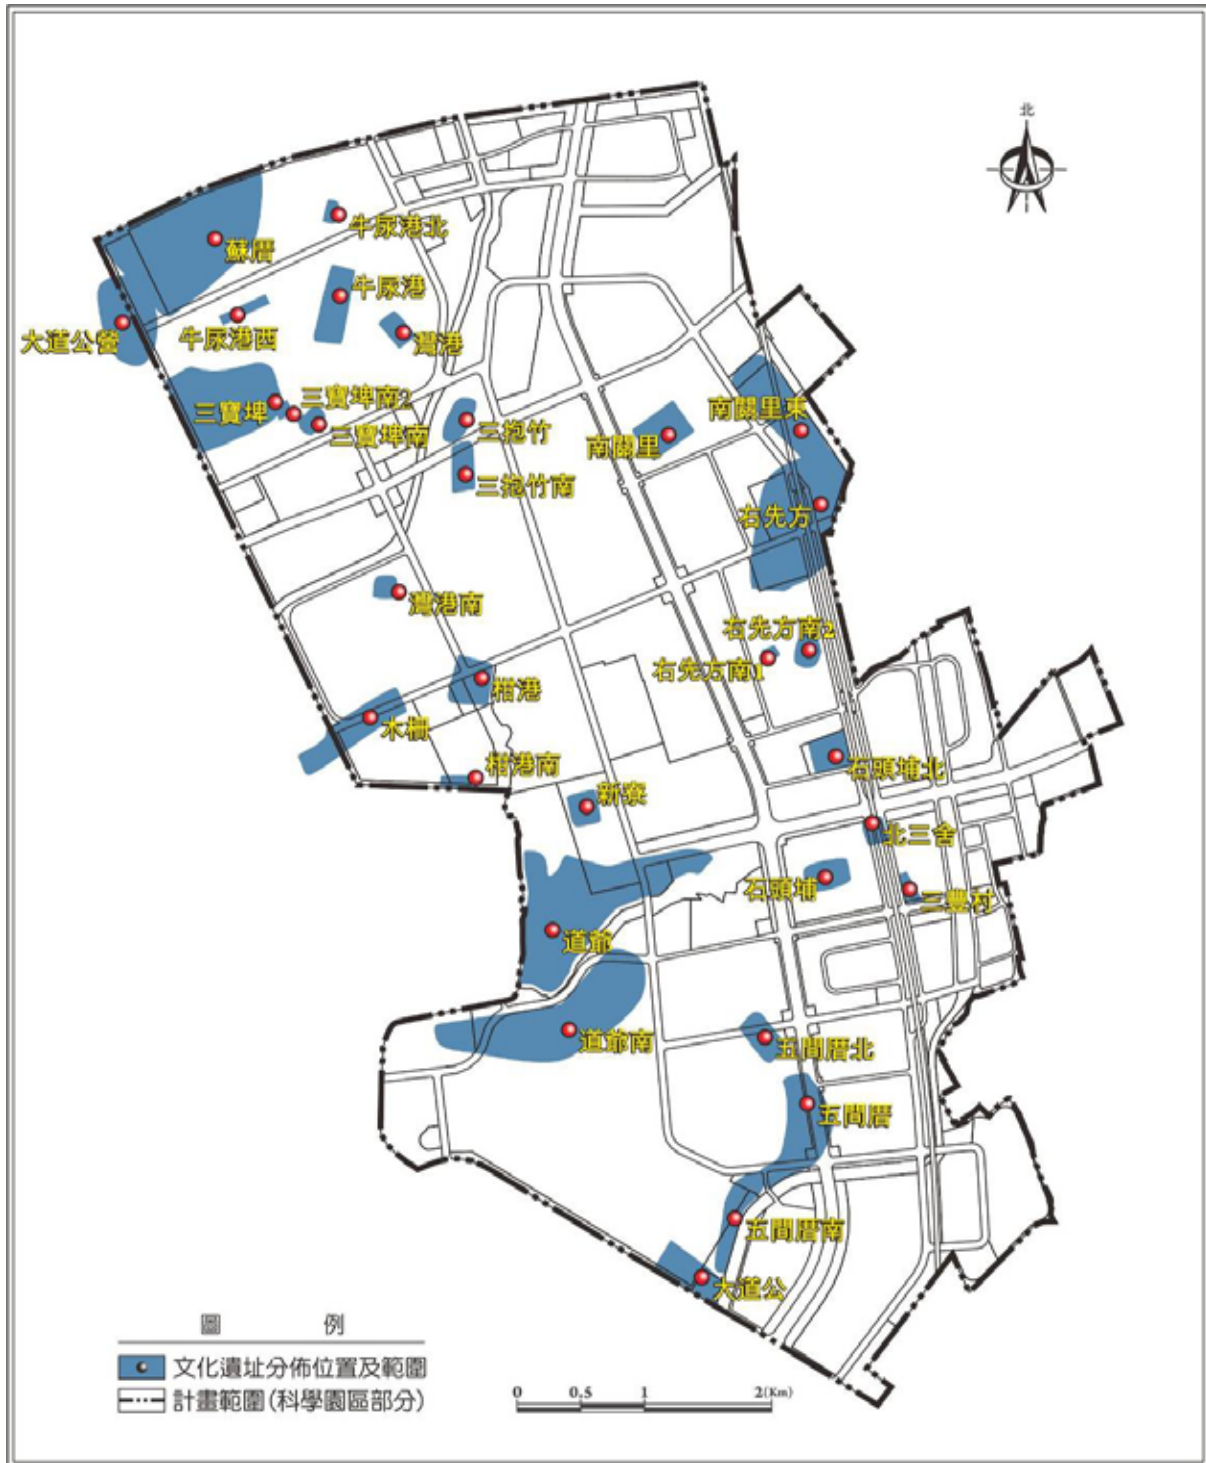 北
牛尿港北
蘇厝
牛尿港
大道公營
牛尿港西
灣港
三寶埤
三寶埤南2
三寶埤南
三抱竹
南關里
南關里東
三抱竹南
右先方
灣港南
右先方南2
右先方南1
柑港
木柵
柑港南
石頭埔北
新寮
北三舍
石頭埔
三豐村
道爺
道爺南
五間厝北
五間厝
五間厝南
大道公
圖 例
文化遺址分佈位置及範圍
計畫範圍(科學園區部分)
0 0.5 1 2(Km)